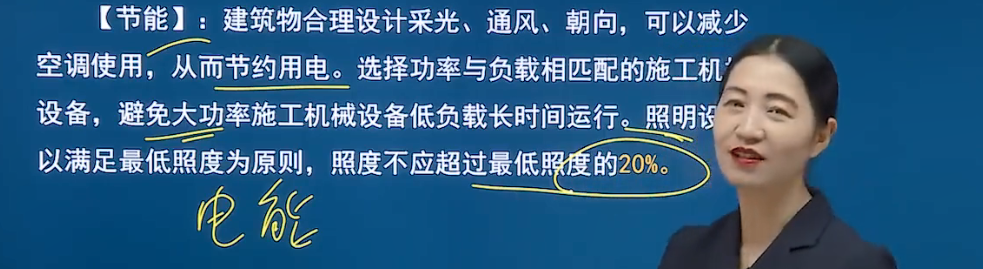 【节能】：建筑物合理设计采光、通风、朝向，可以减少
空调使用，从而节约用电。选择功率与负载相匹配的施工机
设备，避免大功率施工机械设备低负载长时间运行。照明设
以满足最低照度为原则，照度不应超过最低照度的20%。
电能